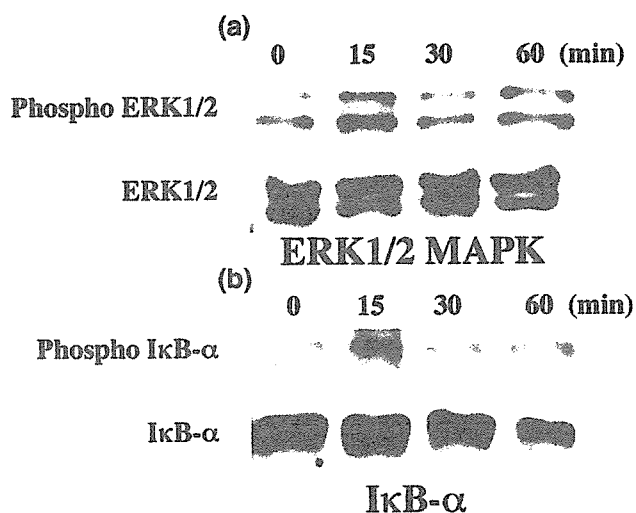 (a)
0 15 30 60 (min)
Phospho ERK1/2
ERK1/2
ERK1/2 MAPK
(b)
0 15 30 60 (min)
Phospho IκB-α
IκB-α
IκB-α